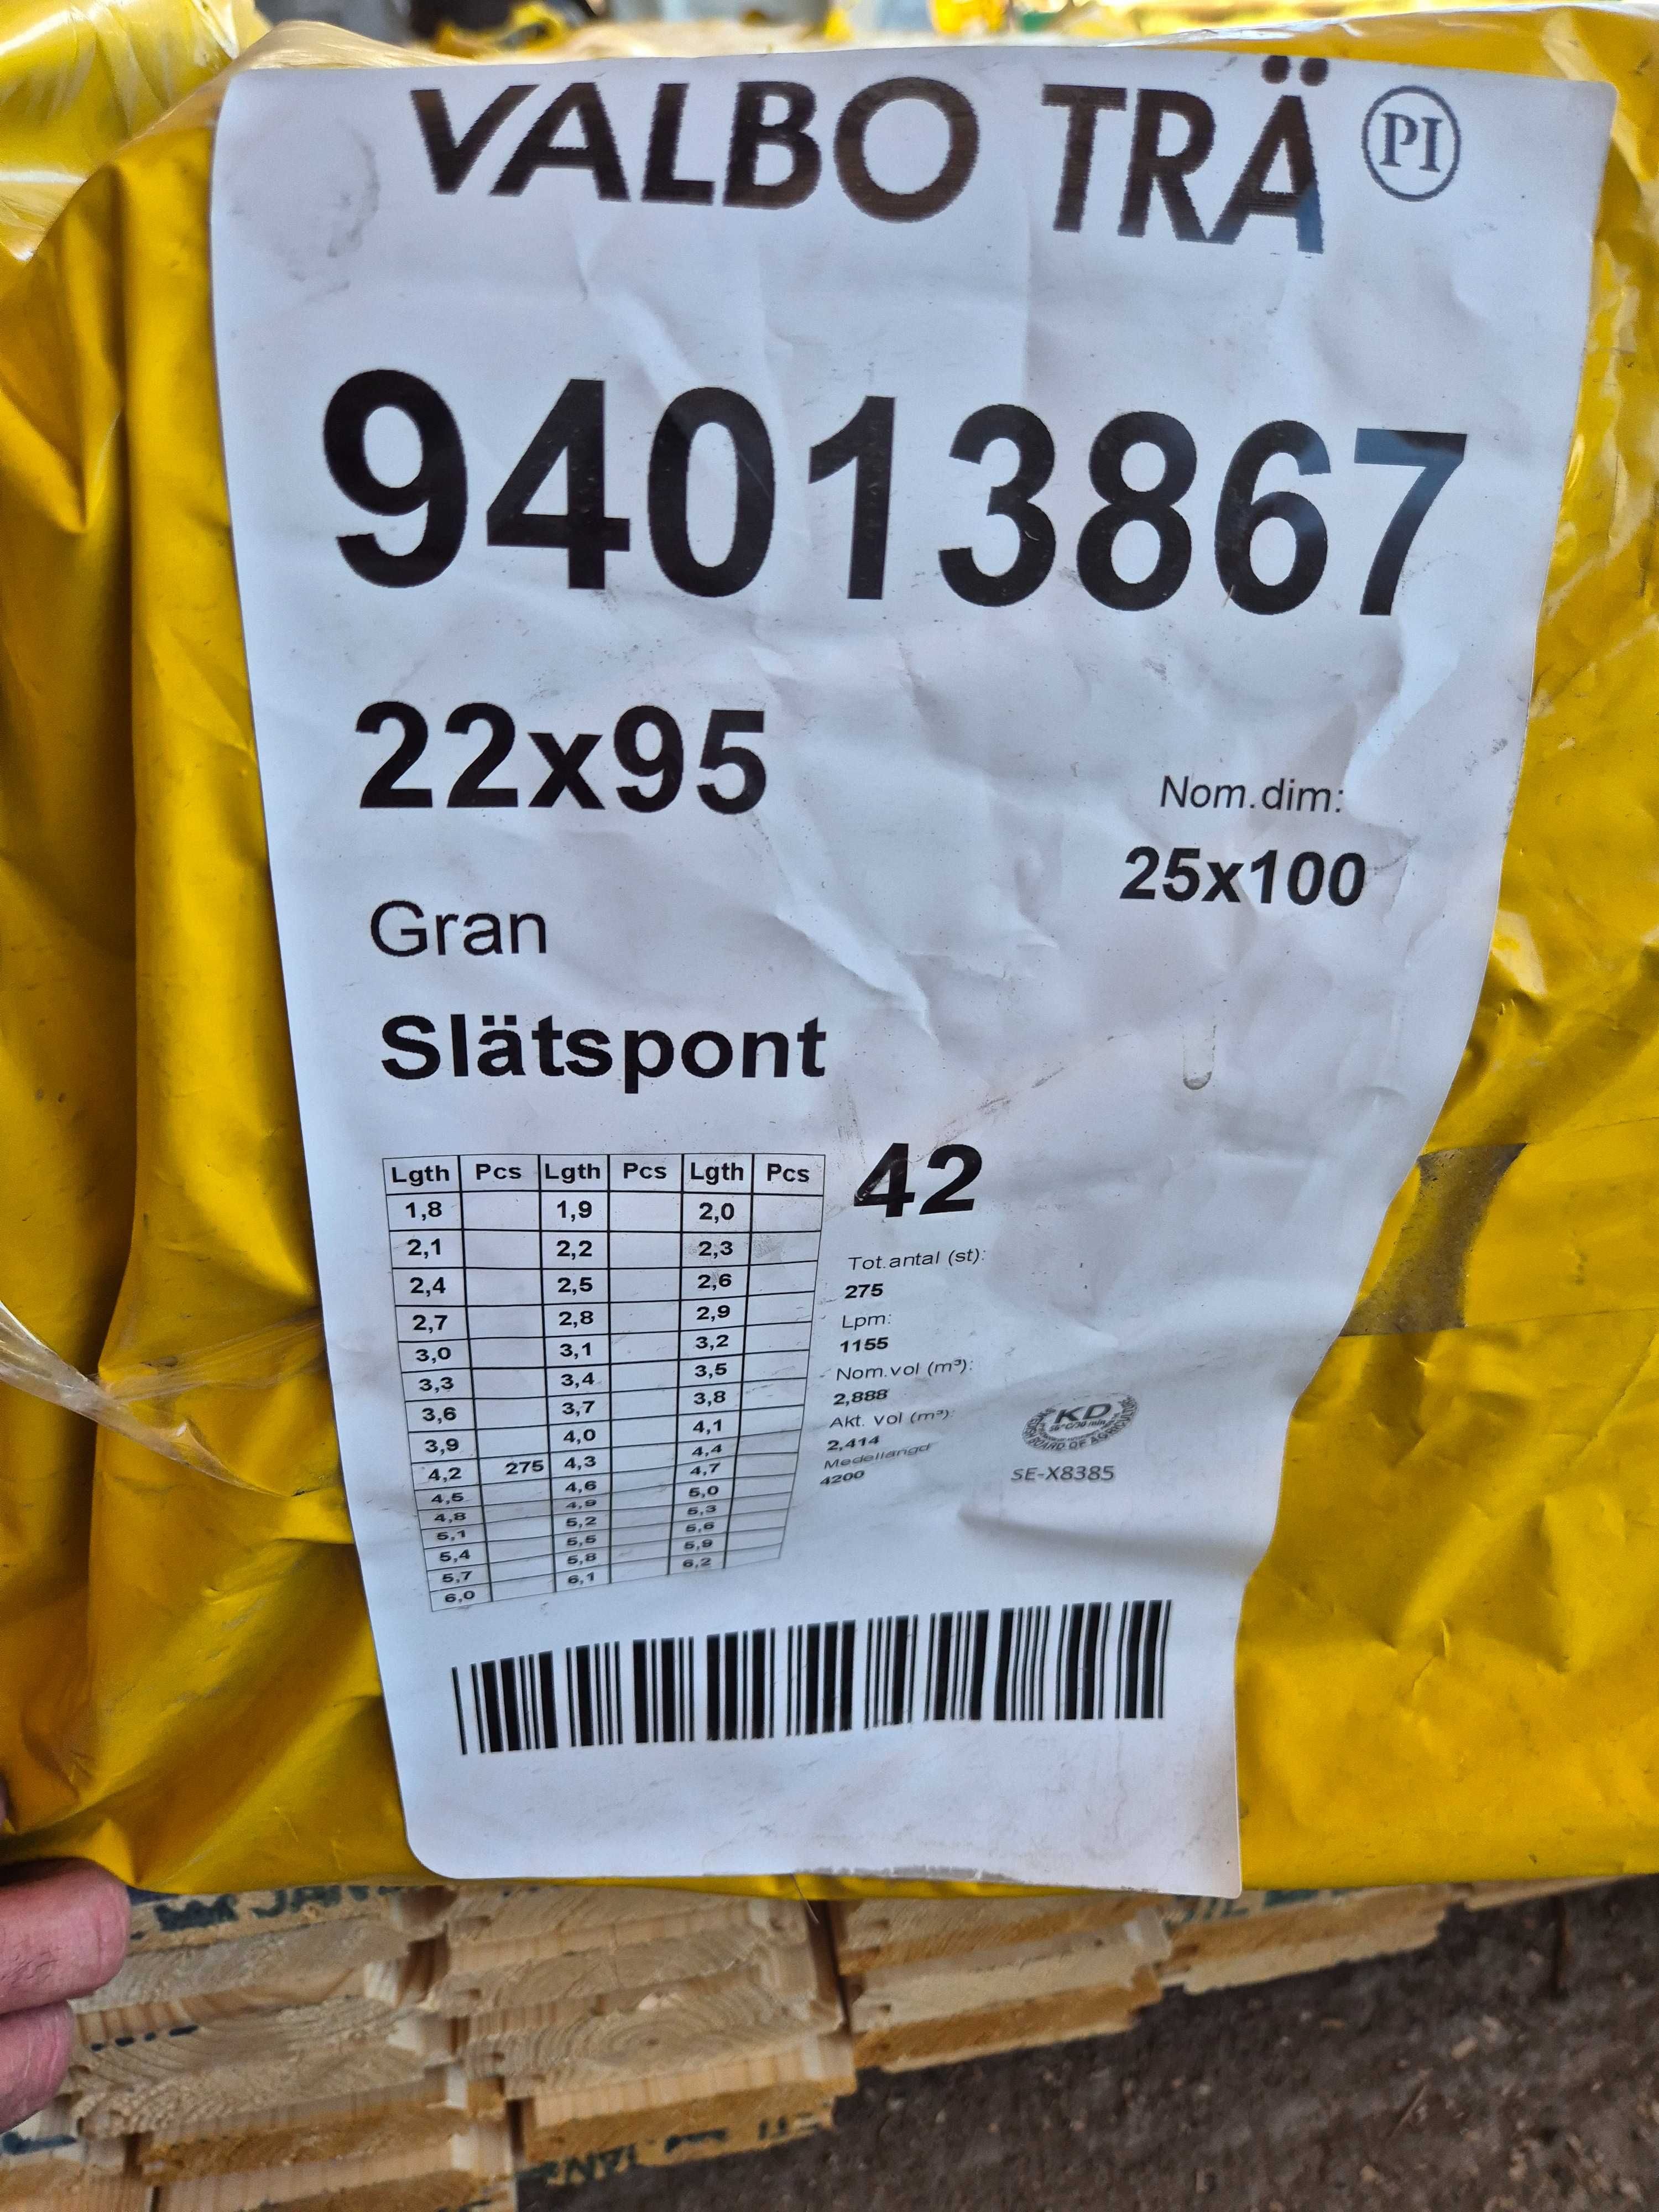 VALBO TRÄ PI
94013867
22x95
Nom.dim:
25x100
Gran
Slätspont
42
Lgth Pcs Lgth Pcs Lgth Pcs
1,8 1,9 2,0
2,1 2,2 2,3
2,4 2,5 2,6
2,7 2,8 2,9
3,0 3,1 3,2
3,3 3,4 3,5
3,6 3,7 3,8
3,9 4,0 4,1
4,2 275 4,3 4,4
4,5 4,6 4,7
4,8 4,9 5,0
5,1 5,2 5,3
5,4 5,5 5,6
5,7 5,8 5,9
6,0 6,1 6,2
Tot.antal (st):
275
Lpm:
1155
Nom.vol (m³):
2,888
Akt. vol (m³):
2,414
Medellängd
4200
KD
BOARD OF AGRICULTURE
SE-X8385